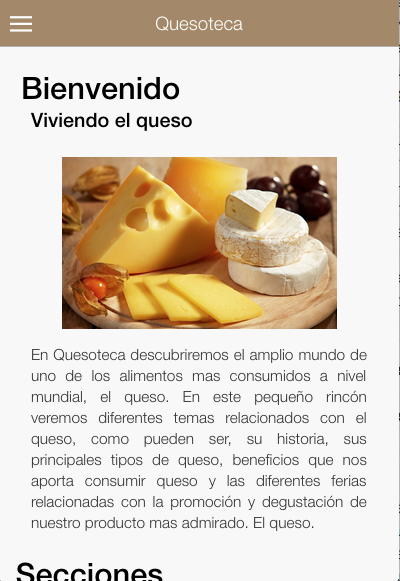 Quesoteca
Bienvenido
Viviendo el queso
En Quesoteca descubriremos el amplio mundo de
uno de los alimentos mas consumidos a nivel
mundial, el queso. En este pequeño rincón
veremos diferentes temas relacionados con el
queso, como pueden ser, su historia, sus
principales tipos de queso, beneficios que nos
aporta consumir queso y las diferentes ferias
relacionadas con la promoción y degustación de
nuestro producto mas admirado. El queso.
Secciones